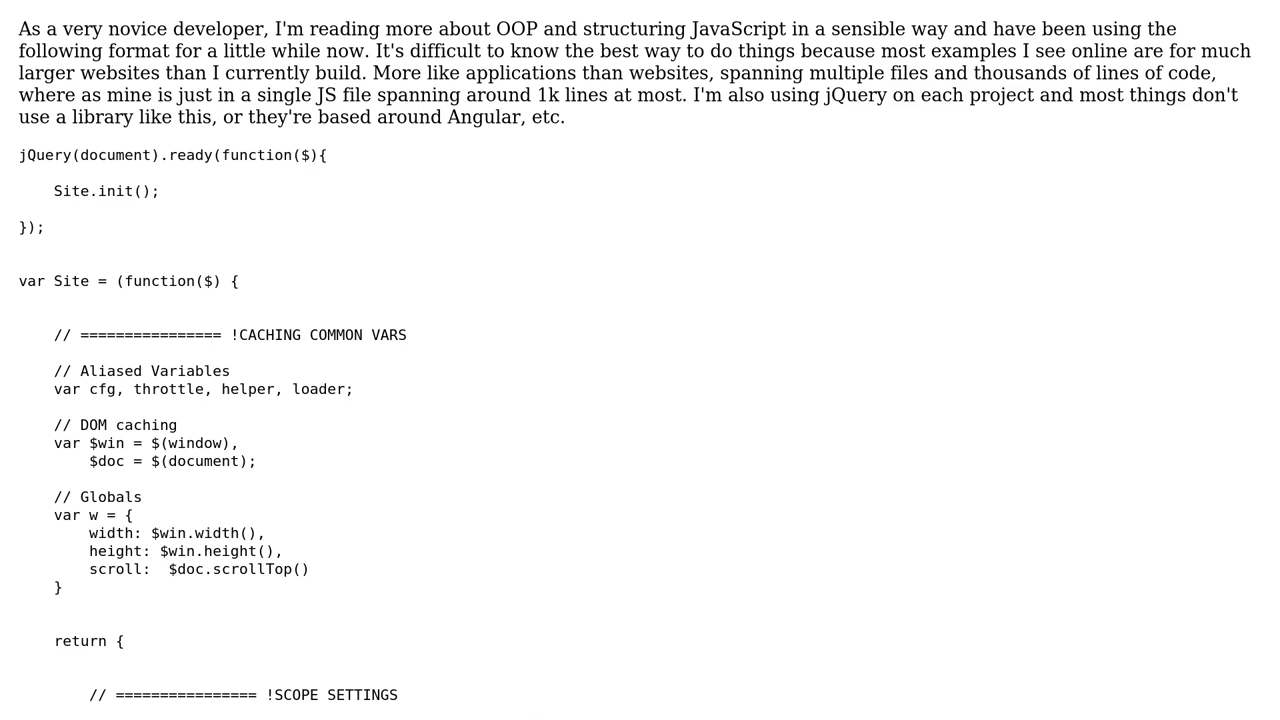 As a very novice developer, I'm reading more about OOP and structuring JavaScript in a sensible way and have been using the
following format for a little while now. It's difficult to know the best way to do things because most examples I see online are for much
larger websites than I currently build. More like applications than websites, spanning multiple files and thousands of lines of code,
where as mine is just in a single JS file spanning around 1k lines at most. I'm also using jQuery on each project and most things don't
use a library like this, or they're based around Angular, etc.
jQuery(document).ready(function($){
    Site.init();
});
var Site = (function($) {
    // ================ !CACHING COMMON VARS
    // Aliased Variables
    var cfg, throttle, helper, loader;
    // DOM caching
    var $win = $(window),
        $doc = $(document);
    // Globals
    var w = {
        width: $win.width(),
        height: $win.height(),
        scroll:  $doc.scrollTop()
    }
    return {
        // ================ !SCOPE SETTINGS